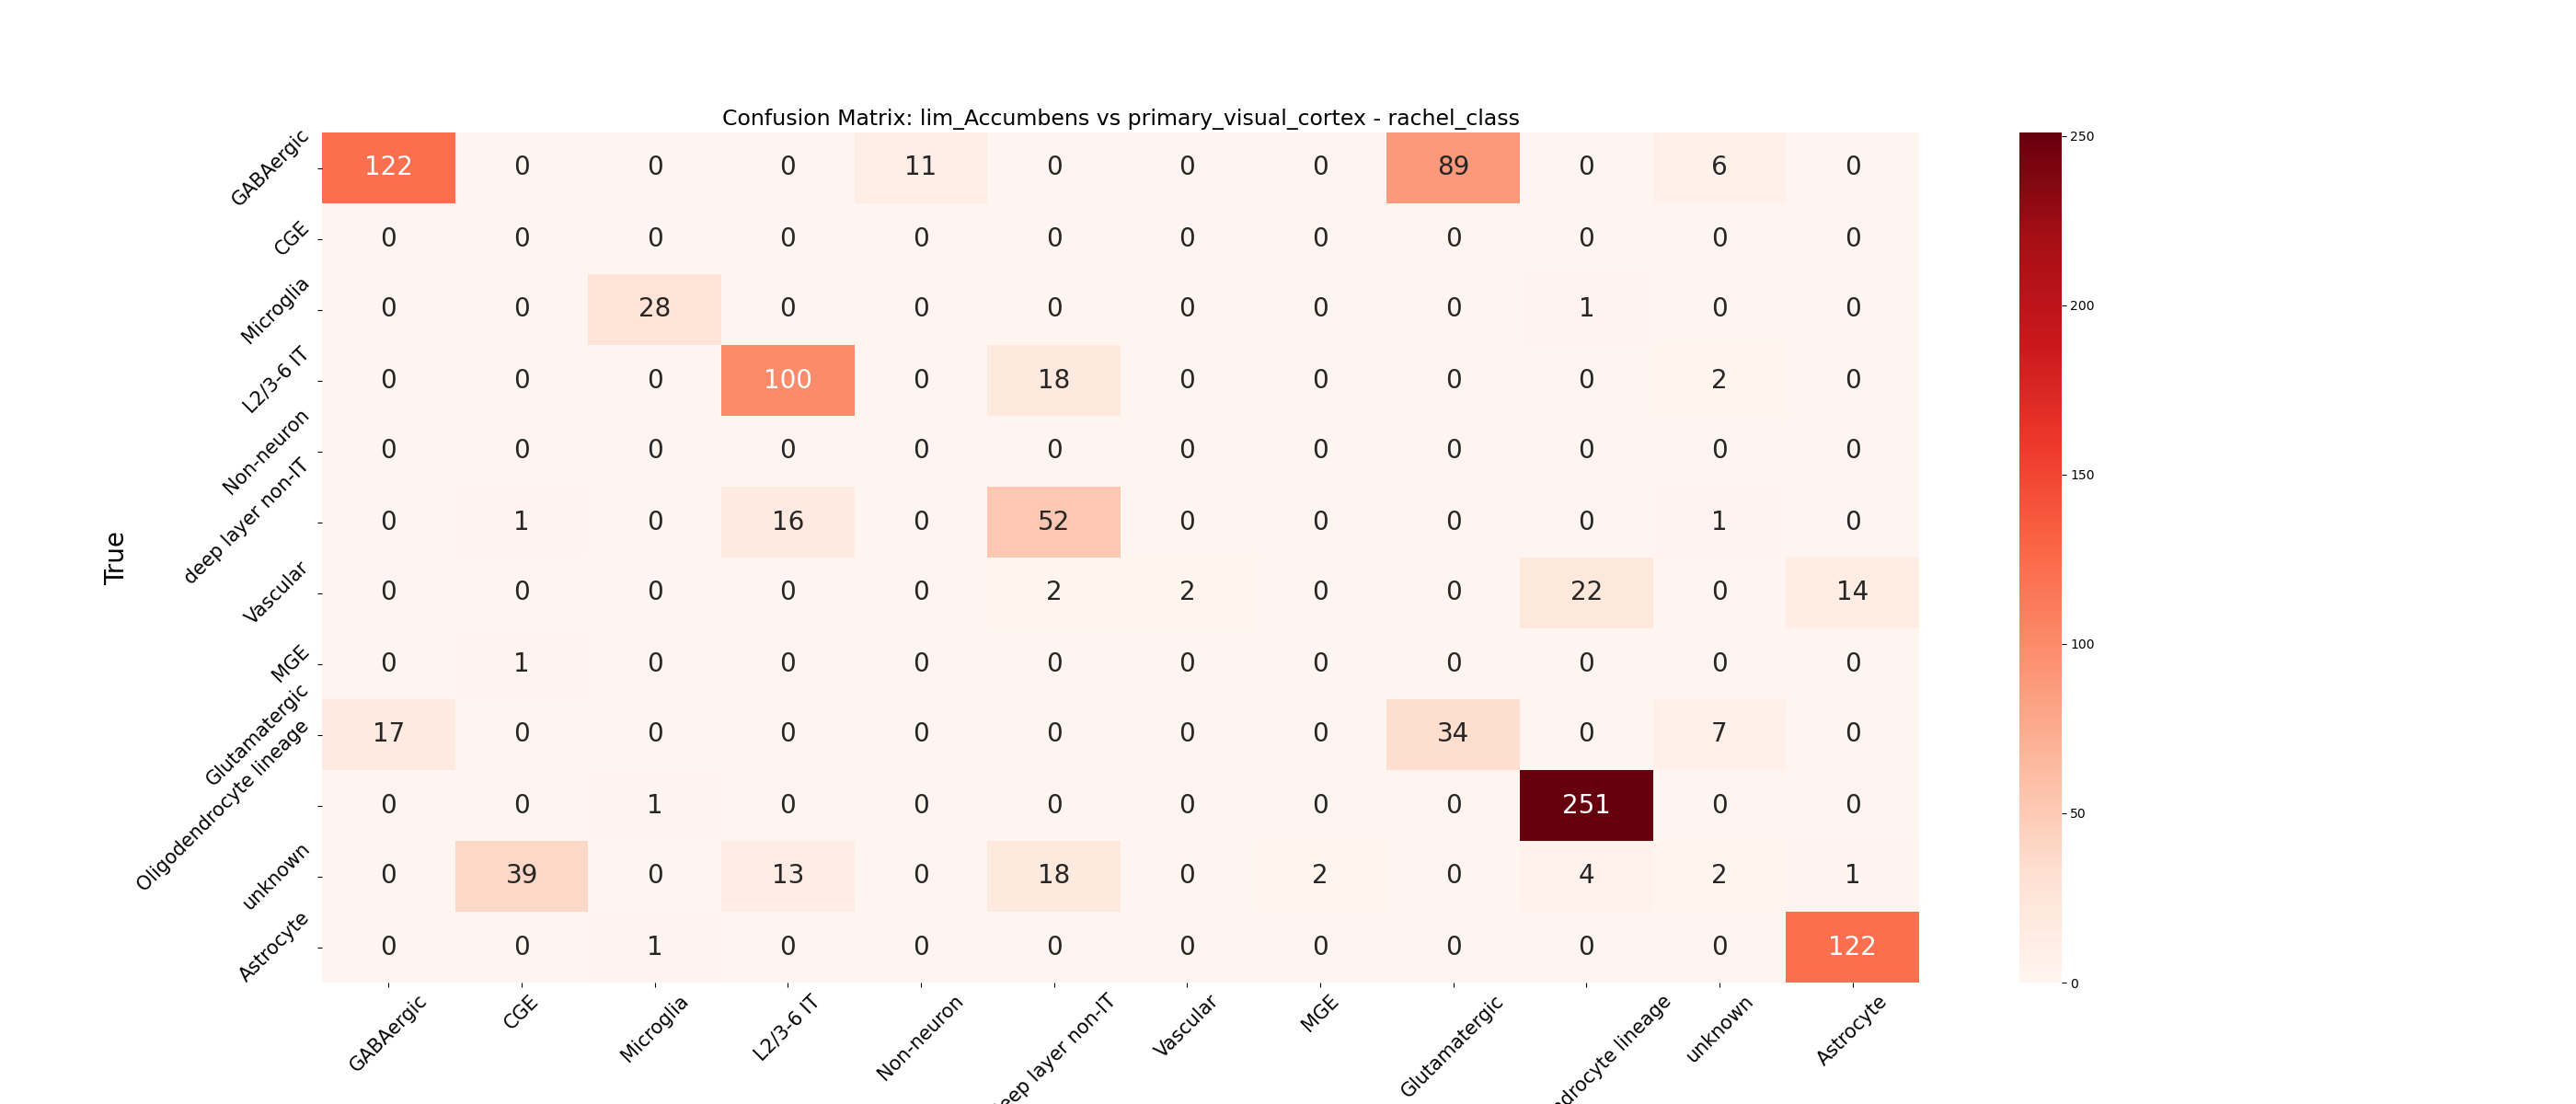 Confusion Matrix: lim_Accumbens vs primary_visual_cortex - rachel_class
True
GABAergic 122 0 0 0 11 0 0 0 89 0 6 0
CGE 0 0 0 0 0 0 0 0 0 0 0 0
Microglia 0 0 28 0 0 0 0 0 0 1 0 0
L2/3-6 IT 0 0 0 100 0 18 0 0 0 0 2 0
Non-neuron 0 0 0 0 0 0 0 0 0 0 0 0
deep layer non-IT 0 1 0 16 0 52 0 0 0 0 1 0
Vascular 0 0 0 0 0 2 2 0 0 22 0 14
MGE 0 1 0 0 0 0 0 0 0 0 0 0
Glutamatergic 17 0 0 0 0 0 0 0 34 0 7 0
Oligodendrocyte lineage 0 0 1 0 0 0 0 0 0 251 0 0
unknown 0 39 0 13 0 18 0 2 0 4 2 1
Astrocyte 0 0 1 0 0 0 0 0 0 0 0 122
GABAergic CGE Microglia L2/3-6 IT Non-neuron eep layer non-IT Vascular MGE Glutamatergic drocyte lineage unknown Astrocyte
250
200
150
100
50
0